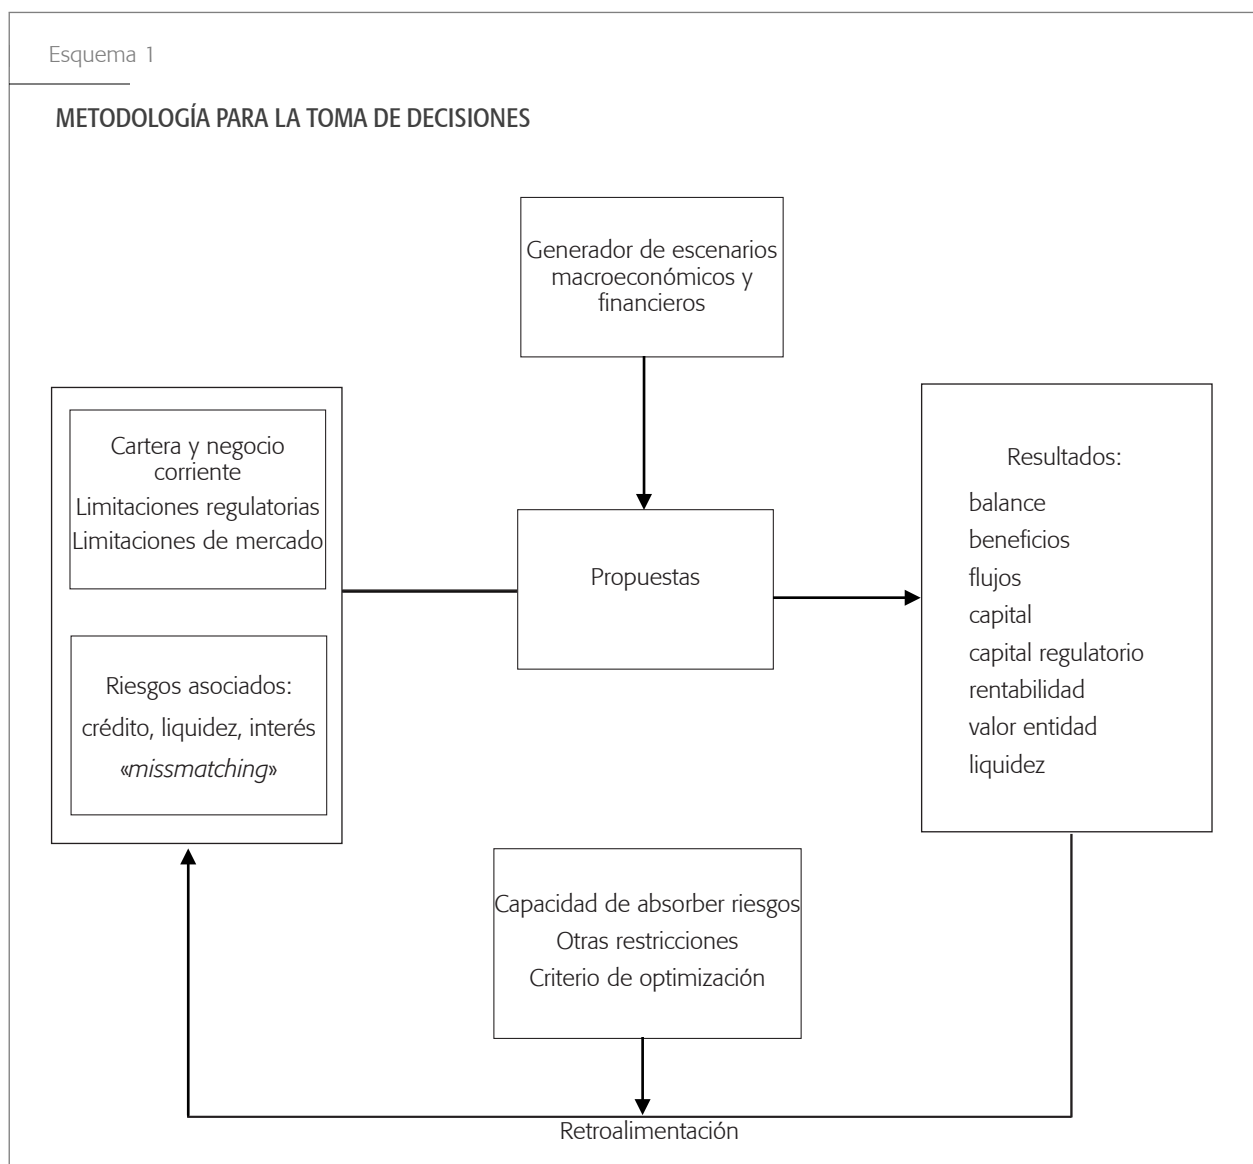 Esquema 1
METODOLOGÍA PARA LA TOMA DE DECISIONES
Generador de escenarios
macroeconómicos y
financieros
Cartera y negocio
corriente
Limitaciones regulatorias
Limitaciones de mercado
Riesgos asociados:
crédito, liquidez, interés
«missmatching»
Propuestas
Resultados:
balance
beneficios
flujos
capital
capital regulatorio
rentabilidad
valor entidad
liquidez
Capacidad de absorber riesgos
Otras restricciones
Criterio de optimización
Retroalimentación